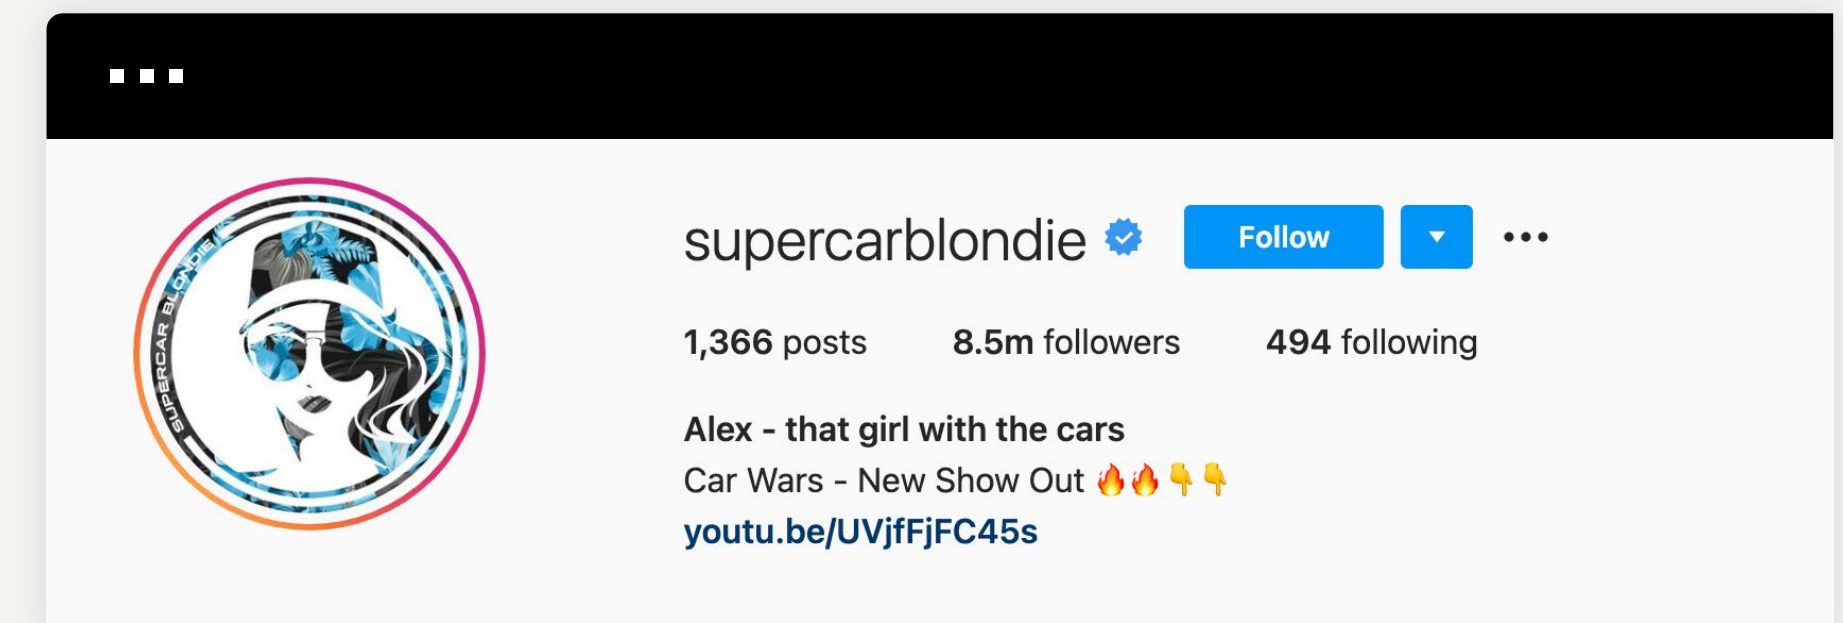 SUPERCAR BLONDIE
supercarblondie
Follow
1,366 posts 8.5m followers 494 following
Alex - that girl with the cars
Car Wars - New Show Out 🔥🔥👇👇
youtu.be/UVjfFjFC45s